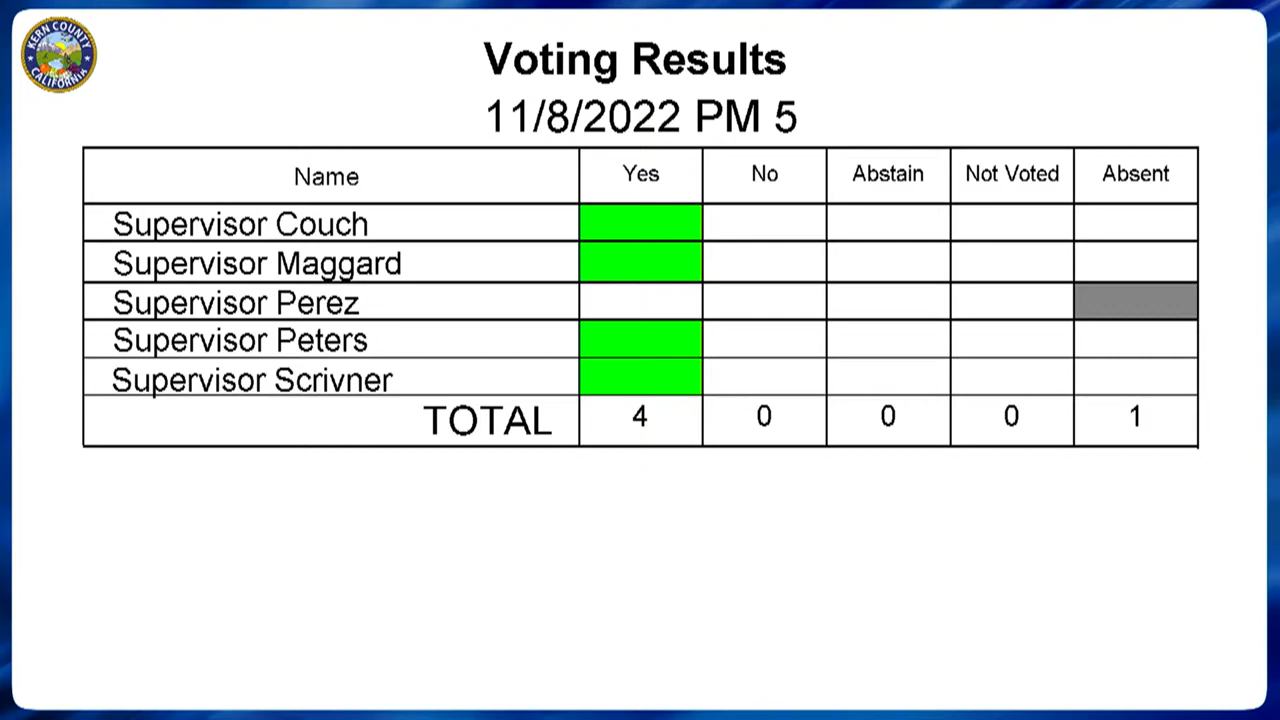 KERN COUNTY
CALIFORNIA
Voting Results
11/8/2022 PM 5
Name Yes No Abstain Not Voted Absent
Supervisor Couch
Supervisor Maggard
Supervisor Perez
Supervisor Peters
Supervisor Scrivner
TOTAL 4 0 0 0 1